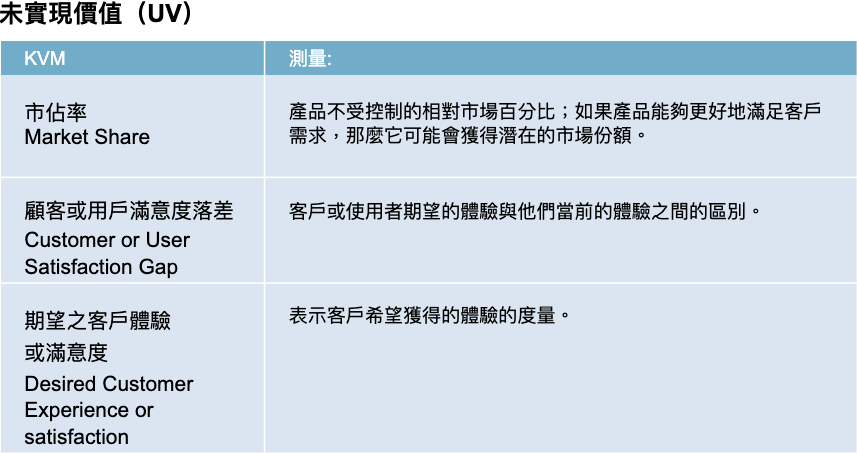 未實現價值（UV）
KVM
測量:
市佔率
Market Share
產品不受控制的相對市場百分比；如果產品能夠更好地滿足客戶
需求，那麼它可能會獲得潛在的市場份額。
顧客或用戶滿意度落差
Customer or User
Satisfaction Gap
客戶或使用者期望的體驗與他們當前的體驗之間的區別。
期望之客戶體驗
或滿意度
Desired Customer
Experience or
satisfaction
表示客戶希望獲得的體驗的度量。